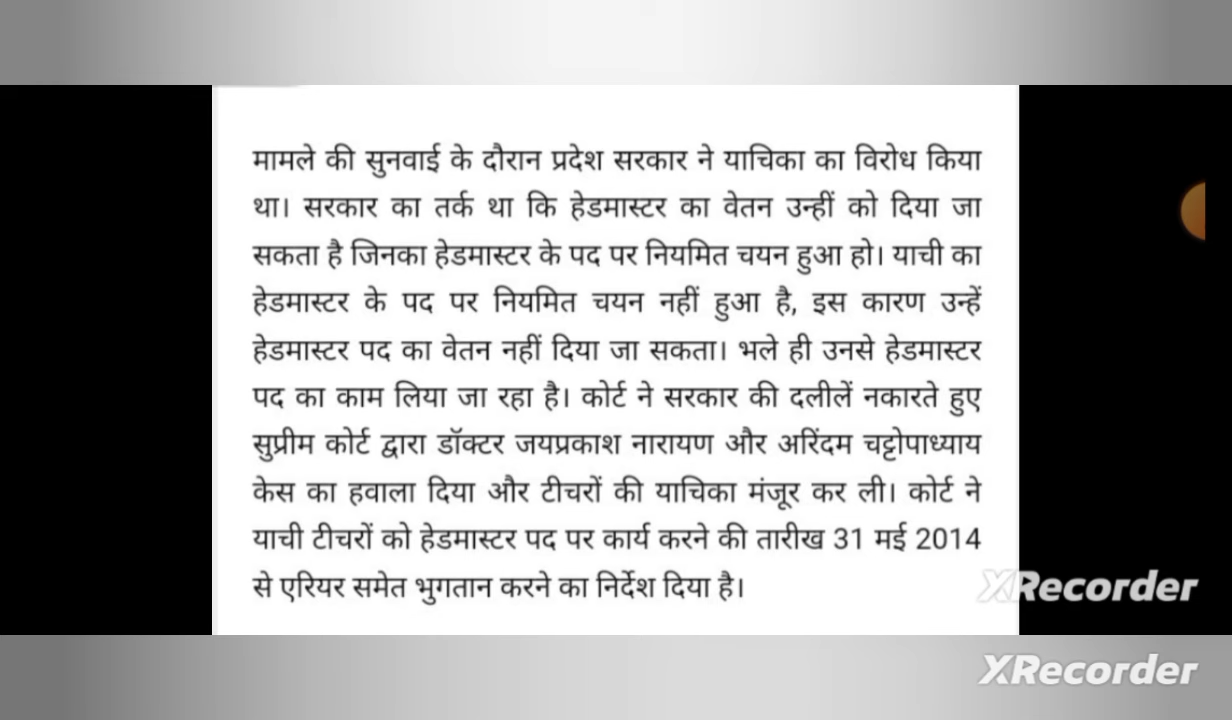 मामले की सुनवाई के दौरान प्रदेश सरकार ने याचिका का विरोध किया
था। सरकार का तर्क था कि हेडमास्टर का वेतन उन्हीं को दिया जा
सकता है जिनका हेडमास्टर के पद पर नियमित चयन हुआ हो। याची का
हेडमास्टर के पद पर नियमित चयन नहीं हुआ है, इस कारण उन्हें
हेडमास्टर पद का वेतन नहीं दिया जा सकता। भले ही उनसे हेडमास्टर
पद का काम लिया जा रहा है। कोर्ट ने सरकार की दलीलें नकारते हुए
सुप्रीम कोर्ट द्वारा डॉक्टर जयप्रकाश नारायण और अरिंदम चट्टोपाध्याय
केस का हवाला दिया और टीचरों की याचिका मंजूर कर ली। कोर्ट ने
याची टीचरों को हेडमास्टर पद पर कार्य करने की तारीख 31 मई 2014
से एरियर समेत भुगतान करने का निर्देश दिया है।
XRecorder
XRecorder